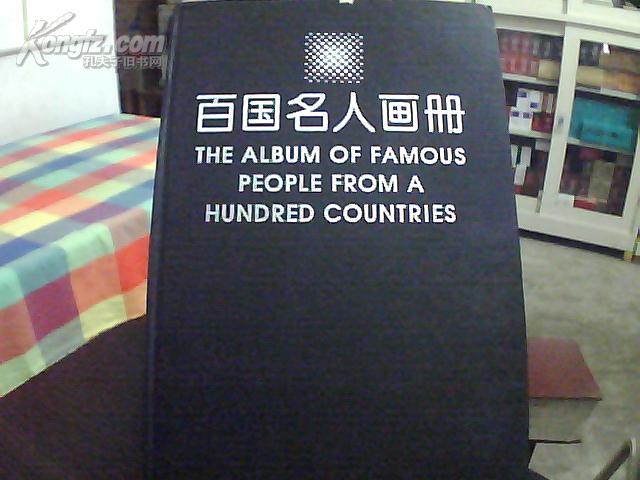 Kongfz.com
孔夫子旧书网
百国名人画册
THE ALBUM OF FAMOUS
PEOPLE FROM A
HUNDRED COUNTRIES